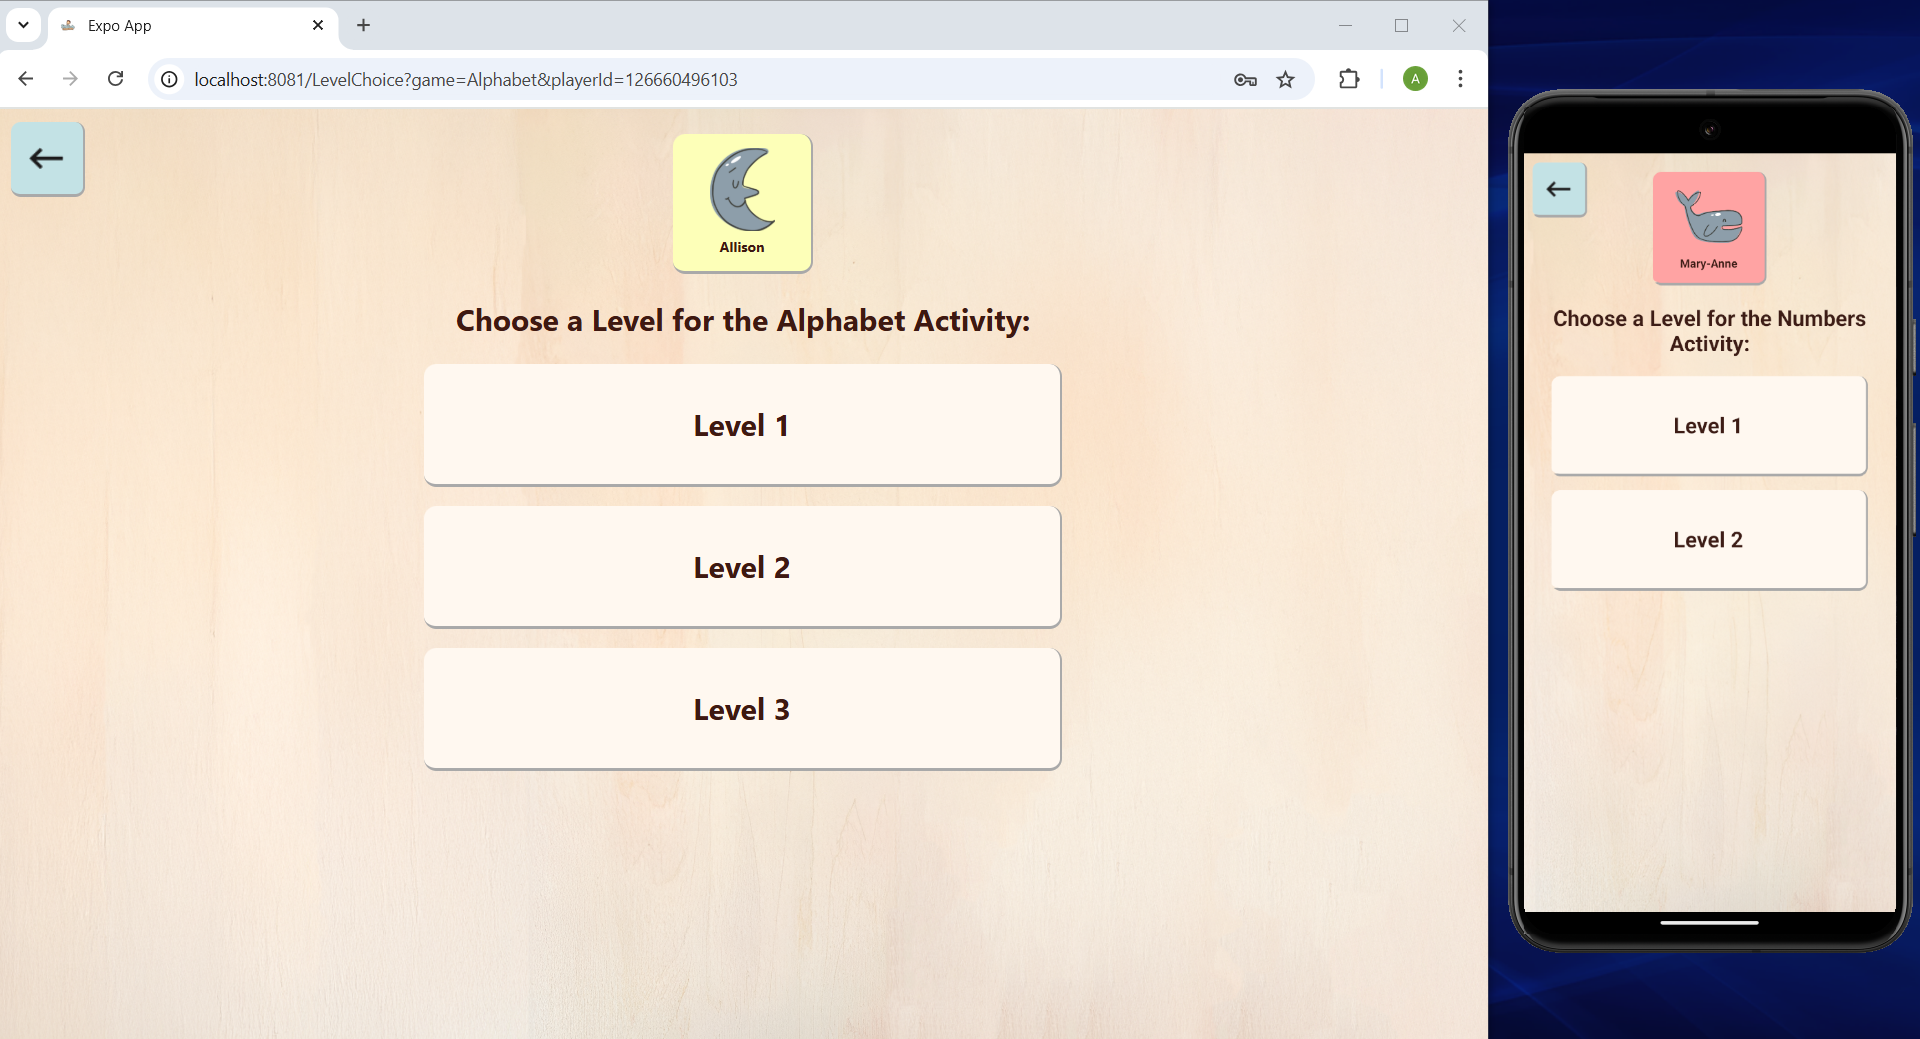 Expo App
localhost:8081/LevelChoice?game=Alphabet&playerId=126660496103
A
Allison
Choose a Level for the Alphabet Activity:
Level 1
Level 2
Level 3
Mary-Anne
Choose a Level for the Numbers
Activity:
Level 1
Level 2